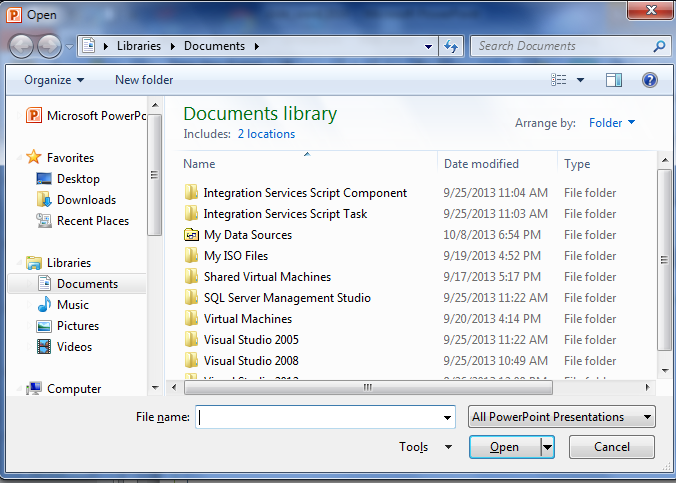 Open
Libraries Documents Search Documents
Organize New folder
Microsoft PowerPo
Favorites
Desktop
Downloads
Recent Places
Libraries
Documents
Music
Pictures
Videos
Computer
Documents library
Includes: 2 locations
Arrange by: Folder
Name Date modified Type
Integration Services Script Component 9/25/2013 11:04 AM File folder
Integration Services Script Task 9/25/2013 11:03 AM File folder
My Data Sources 10/8/2013 6:54 PM File folder
My ISO Files 9/19/2013 4:52 PM File folder
Shared Virtual Machines 9/17/2013 5:17 PM File folder
SQL Server Management Studio 9/25/2013 11:22 AM File folder
Virtual Machines 9/20/2013 4:14 PM File folder
Visual Studio 2005 9/25/2013 11:22 AM File folder
Visual Studio 2008 9/25/2013 10:49 AM File folder
File name: All PowerPoint Presentations
Tools Open Cancel